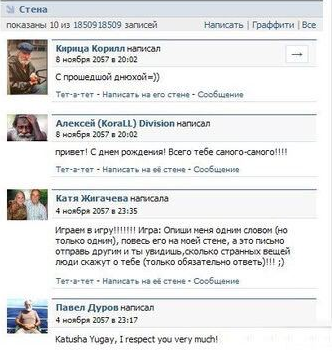 Стена
показаны 10 из 1850918509 записей Написать | Граффити | Все
Кирица Корилл написал
8 ноября 2057 в 20:02
→
С прошедшой днюхой=))
Тет-а-тет - Написать на его стене - Сообщение
Алексей (KoraLL) Division написал
8 ноября 2057 в 20:02
привет! С днем рождения! Всего тебе самого-самого!!!!
Тет-а-тет - Написать на её стене - Сообщение
Катя Жигачева написала
4 ноября 2057 в 23:35
Играем в игру!!!!!!! Игра: Опиши меня одним словом (но
только одним), повесь его на моей стене, а это письмо
отправь другим и ты увидишь,сколько странных вещей
люди скажут о тебе (только обязательно ответь)!!! ;)
Тет-а-тет - Написать на её стене - Сообщение
Павел Дуров написал
4 ноября 2057 в 23:17
Katusha Yugay, I respect you very much!